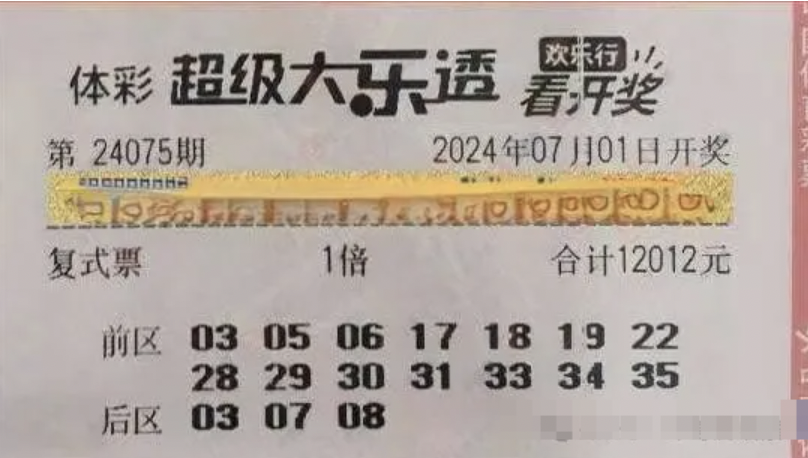 体彩 超级大乐透 欢乐行 看开奖
第 24075期 2024年07月01日开奖
复式票 1倍 合计12012元
前区 03 05 06 17 18 19 22
28 29 30 31 33 34 35
后区 03 07 08